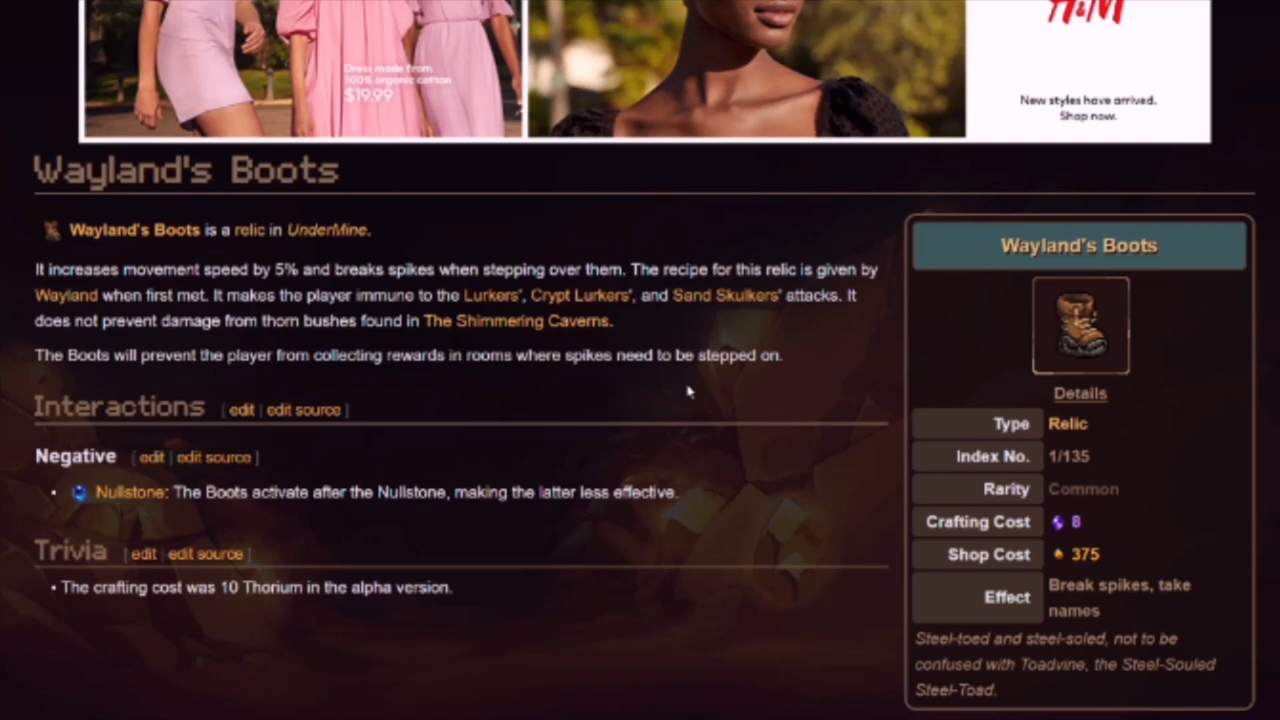 H&M
Dress made from
100% organic cotton
$19.99
New styles have arrived.
Shop now.
Wayland's Boots
Wayland's Boots is a relic in UnderMine.
It increases movement speed by 5% and breaks spikes when stepping over them. The recipe for this relic is given by
Wayland when first met. It makes the player immune to the Lurkers', Crypt Lurkers', and Sand Skulkers' attacks. It
does not prevent damage from thorn bushes found in The Shimmering Caverns.
The Boots will prevent the player from collecting rewards in rooms where spikes need to be stepped on.
Interactions [ edit | edit source ]
Negative [ edit | edit source ]
• Nullstone: The Boots activate after the Nullstone, making the latter less effective.
Trivia [ edit | edit source ]
• The crafting cost was 10 Thorium in the alpha version.
Wayland's Boots
Details
Type Relic
Index No. 1/135
Rarity Common
Crafting Cost 8
Shop Cost 375
Effect Break spikes, take
names
Steel-toed and steel-soled, not to be
confused with Toadvine, the Steel-Souled
Steel-Toad.